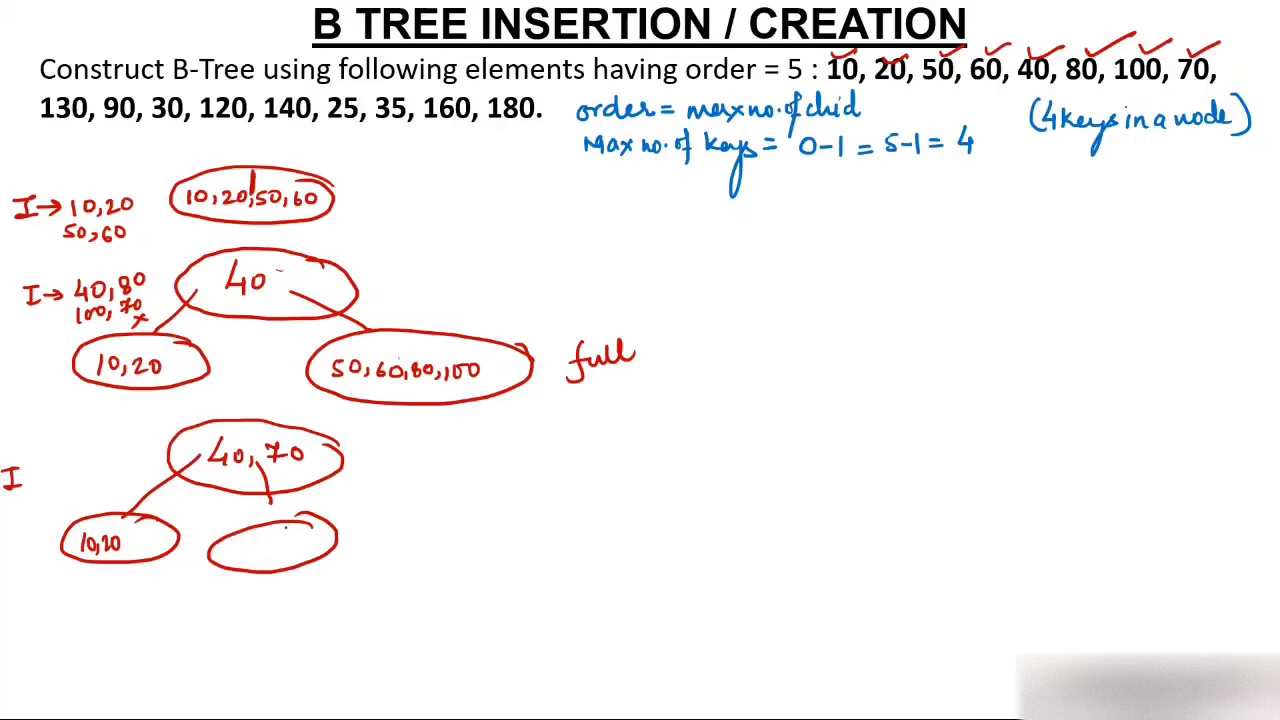 B TREE INSERTION / CREATION
Construct B-Tree using following elements having order = 5 : 10, 20, 50, 60, 40, 80, 100, 70,
130, 90, 30, 120, 140, 25, 35, 160, 180.
order = max no. of child
(4 keys in a node)
Max no. of keys = 0-1 = 5-1 = 4
I → 10,20
50,60
10,20,50,60
I → 40,80
100,70
x
40
10,20
50,60,80,100
full
40,70
I
10,20